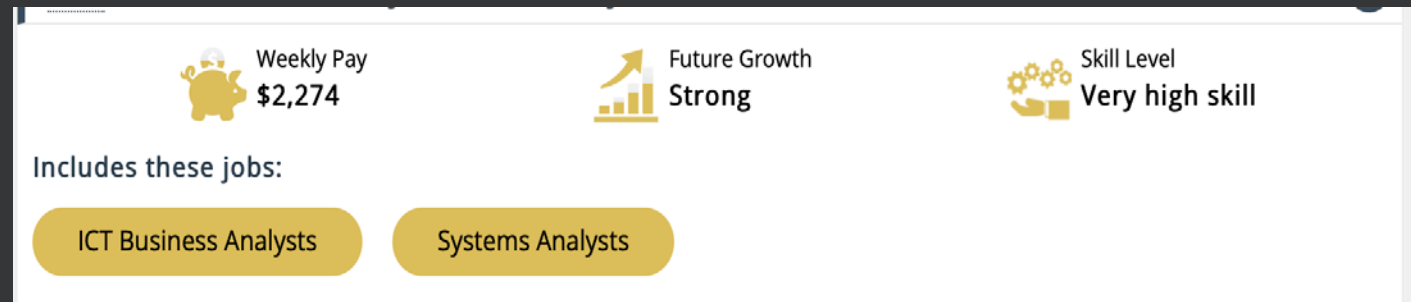 Weekly Pay
$2,274
Future Growth
Strong
Skill Level
Very high skill
Includes these jobs:
ICT Business Analysts
Systems Analysts